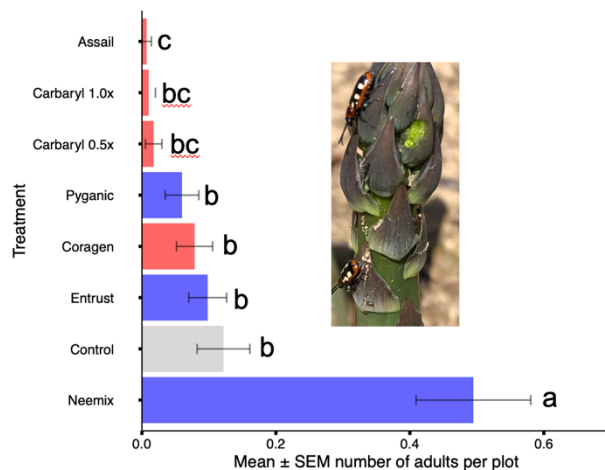 Assail
c
Carbaryl 1.0x
bc
Carbaryl 0.5x
bc
Pyganic
b
Coragen
b
Entrust
b
Control
b
Neemix
a
Treatment
0.0 0.2 0.4 0.6
Mean ± SEM number of adults per plot